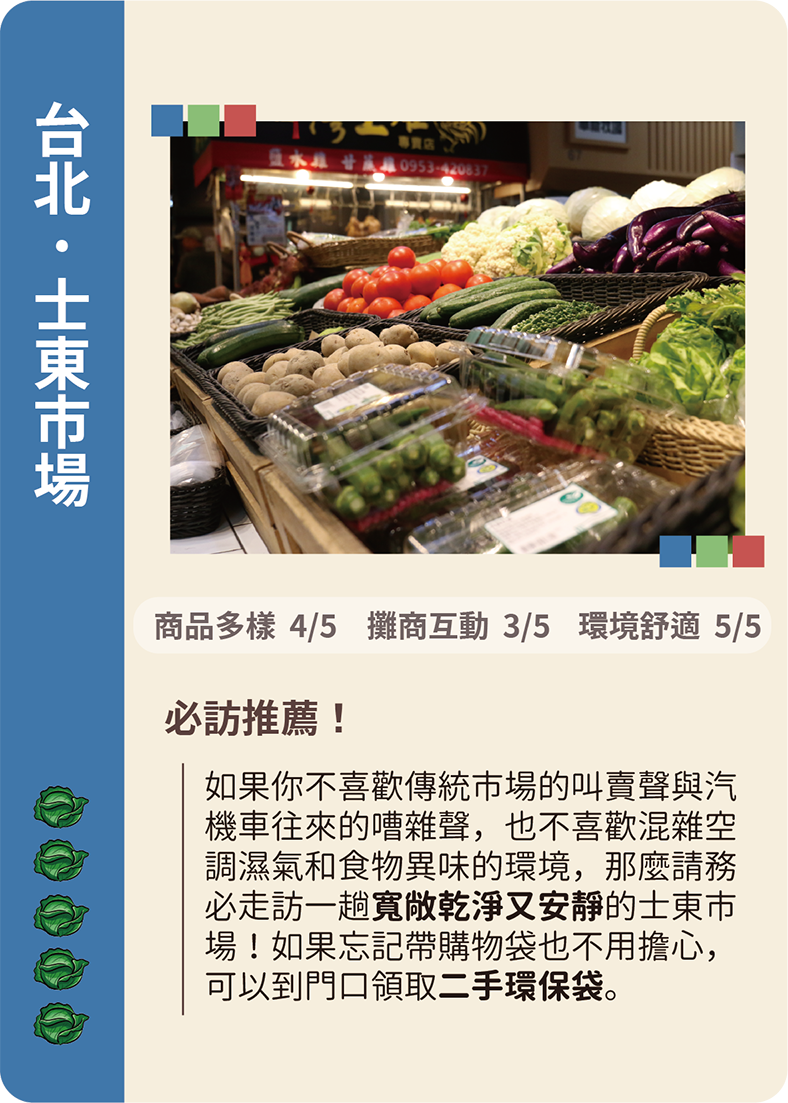 台北・士東市場
專賣店
鹽水雞 甘蔗雞 0953-420837
商品多樣 4/5 攤商互動 3/5 環境舒適 5/5
必訪推薦！
如果你不喜歡傳統市場的叫賣聲與汽
機車往來的嘈雜聲，也不喜歡混雜空
調濕氣和食物異味的環境，那麼請務
必走訪一趟寬敞乾淨又安靜的士東市
場！如果忘記帶購物袋也不用擔心，
可以到門口領取二手環保袋。